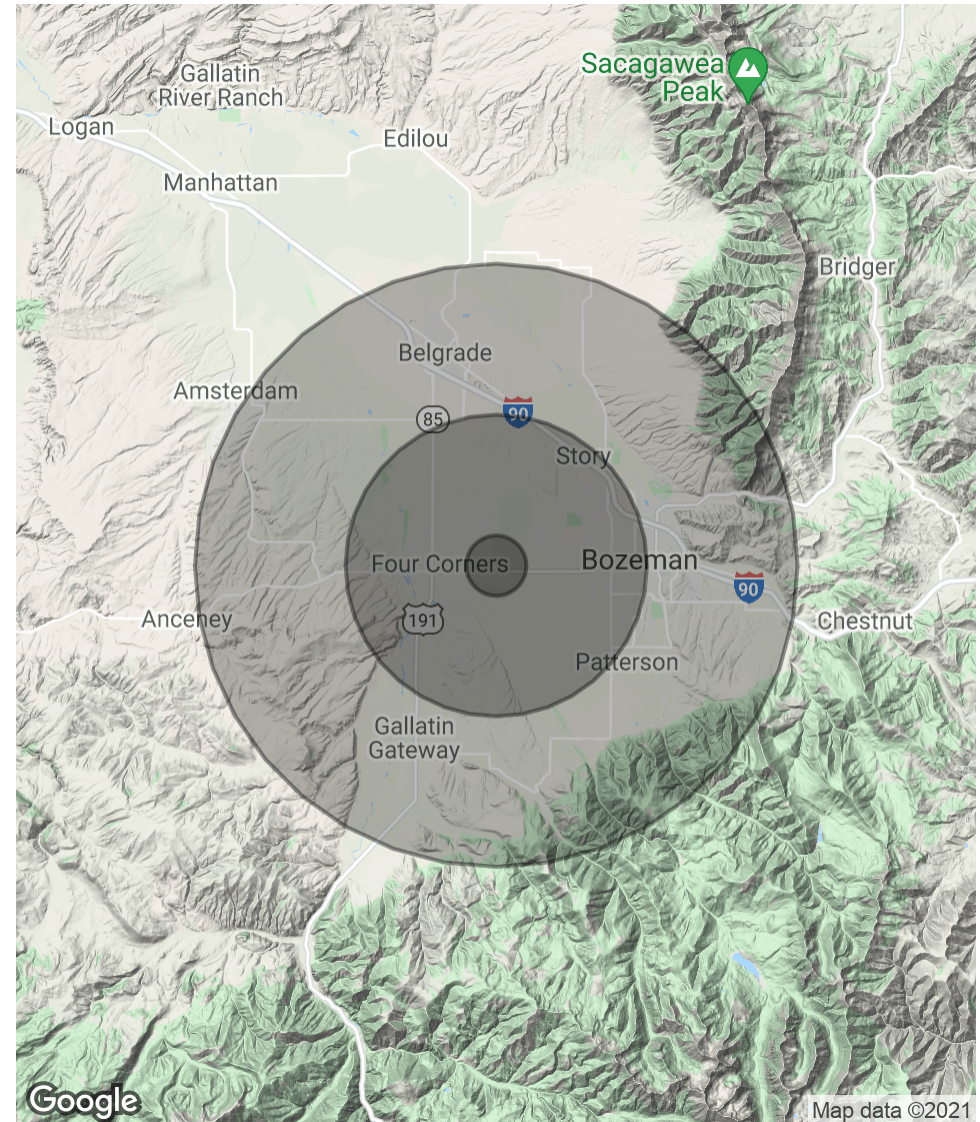 Sacagawea
Peak
Gallatin
River Ranch
Logan
Edilou
Manhattan
Bridger
Belgrade
Amsterdam
85
90
Story
Four Corners
Bozeman
90
Anceney
191
Chestnut
Patterson
Gallatin
Gateway
Google
Map data ©2021